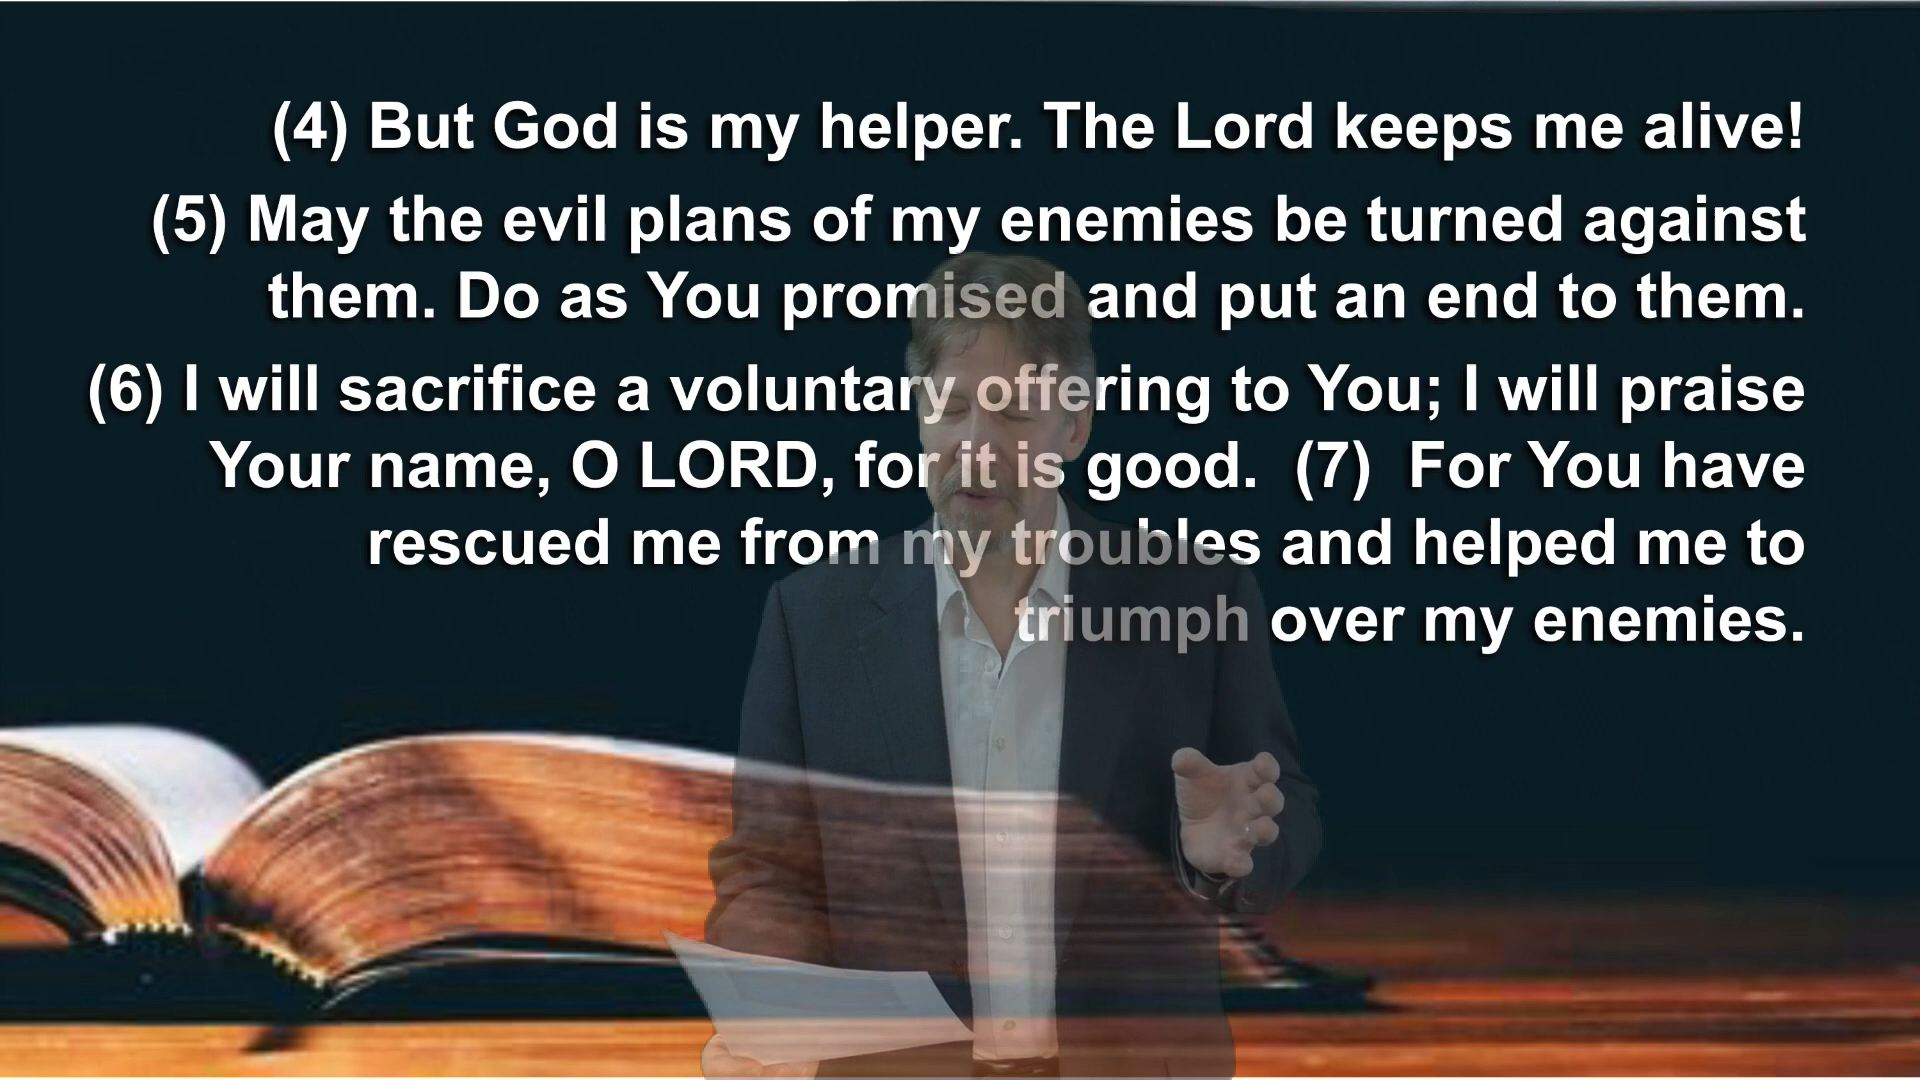 (4) But God is my helper. The Lord keeps me alive!
(5) May the evil plans of my enemies be turned against
them. Do as You promised and put an end to them.
(6) I will sacrifice a voluntary offering to You; I will praise
Your name, O LORD, for it is good. (7) For You have
rescued me from my troubles and helped me to
triumph over my enemies.